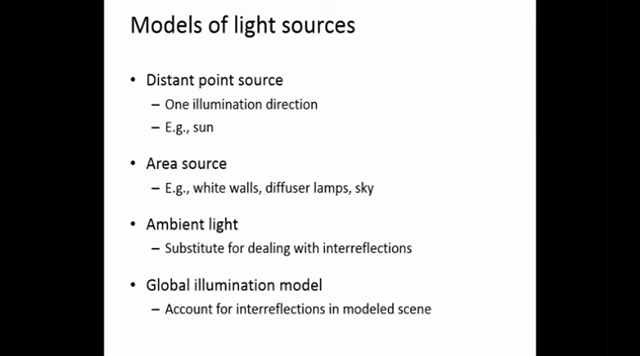 Models of light sources
• Distant point source
– One illumination direction
– E.g., sun
• Area source
– E.g., white walls, diffuser lamps, sky
• Ambient light
– Substitute for dealing with interreflections
• Global illumination model
– Account for interreflections in modeled scene